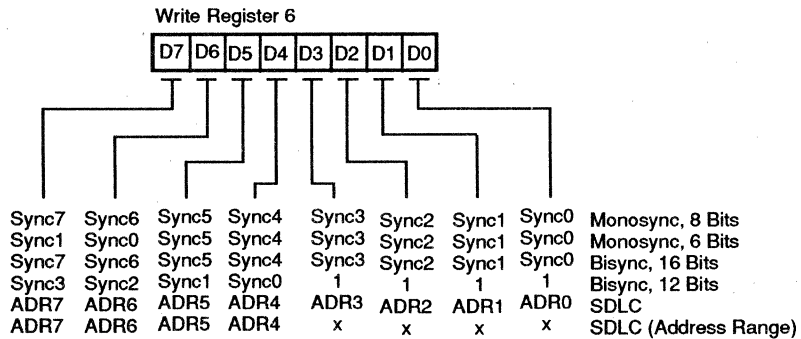 Write Register 6
D7 D6 D5 D4 D3 D2 D1 D0
Sync7 Sync6 Sync5 Sync4 Sync3 Sync2 Sync1 Sync0 Monosync, 8 Bits
Sync1 Sync0 Sync5 Sync4 Sync3 Sync2 Sync1 Sync0 Monosync, 6 Bits
Sync7 Sync6 Sync5 Sync4 Sync3 Sync2 Sync1 Sync0 Bisync, 16 Bits
Sync3 Sync2 Sync1 Sync0 1 1 1 1 Bisync, 12 Bits
ADR7 ADR6 ADR5 ADR4 ADR3 ADR2 ADR1 ADR0 SDLC
ADR7 ADR6 ADR5 ADR4 x x x x SDLC (Address Range)